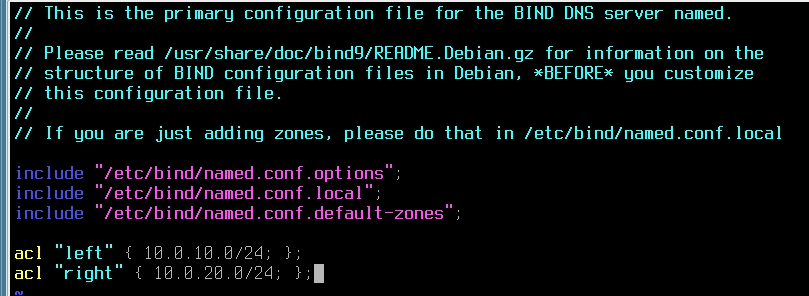 // This is the primary configuration file for the BIND DNS server named.
//
// Please read /usr/share/doc/bind9/README.Debian.gz for information on the
// structure of BIND configuration files in Debian, *BEFORE* you customize
// this configuration file.
//
// If you are just adding zones, please do that in /etc/bind/named.conf.local
include "/etc/bind/named.conf.options";
include "/etc/bind/named.conf.local";
include "/etc/bind/named.conf.default-zones";
acl "left" { 10.0.10.0/24; };
acl "right" { 10.0.20.0/24; };
~